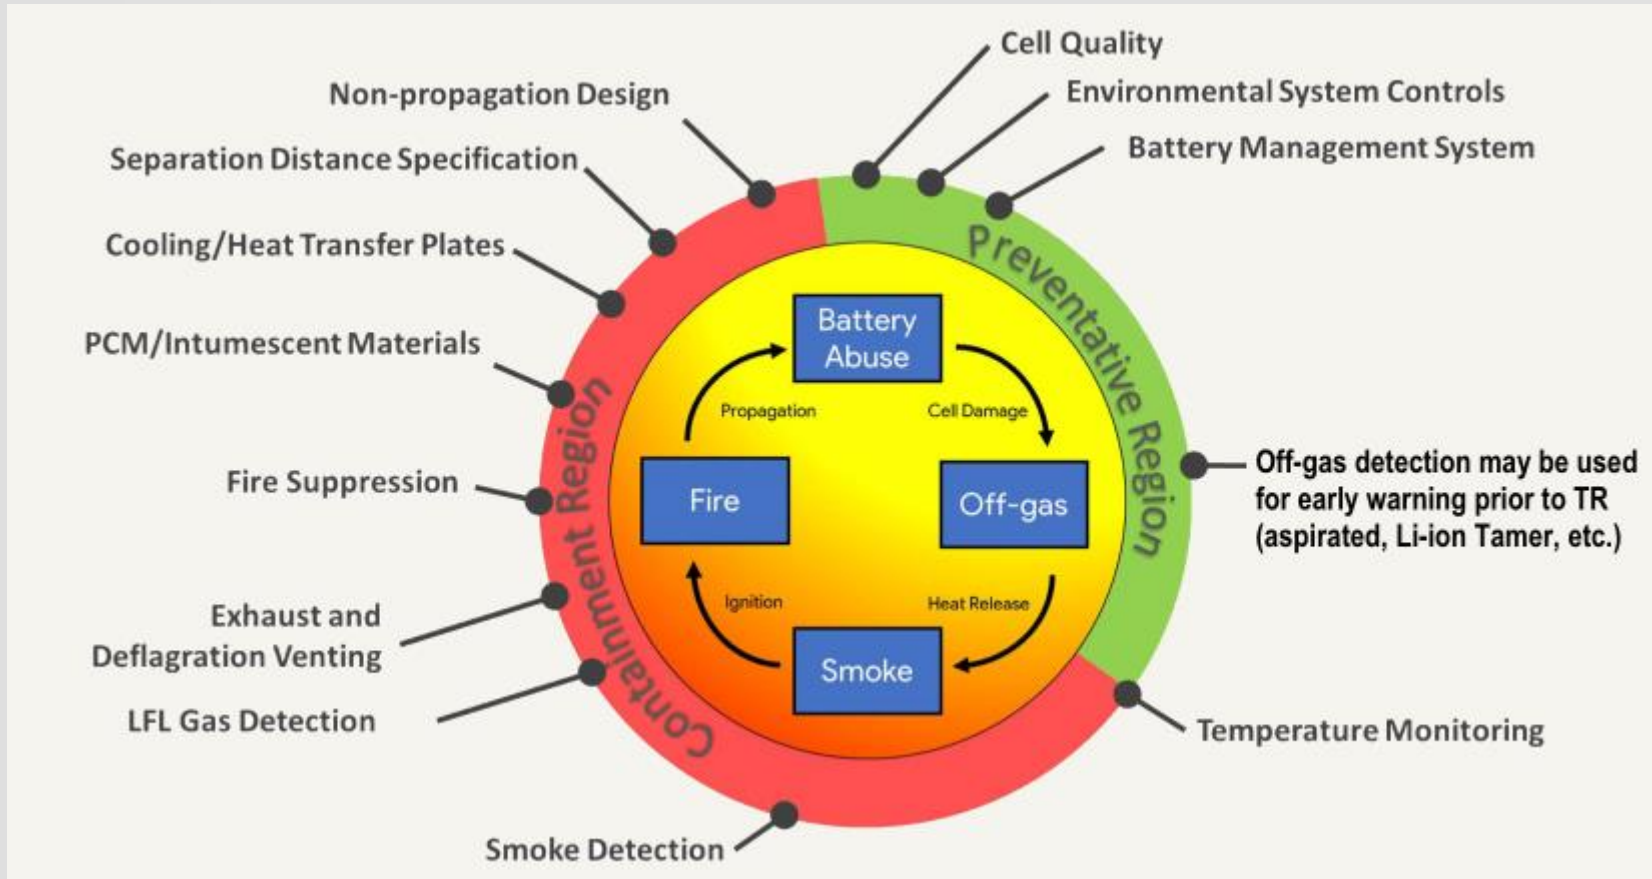 Cell Quality
Environmental System Controls
Battery Management System
Non-propagation Design
Separation Distance Specification
Cooling/Heat Transfer Plates
PCM/Intumescent Materials
Fire Suppression
Exhaust and
Deflagration Venting
LFL Gas Detection
Smoke Detection
Temperature Monitoring
Off-gas detection may be used
for early warning prior to TR
(aspirated, Li-ion Tamer, etc.)
Preventative Region
Containment Region
Battery
Abuse
Cell Damage
Off-gas
Heat Release
Smoke
Ignition
Fire
Propagation